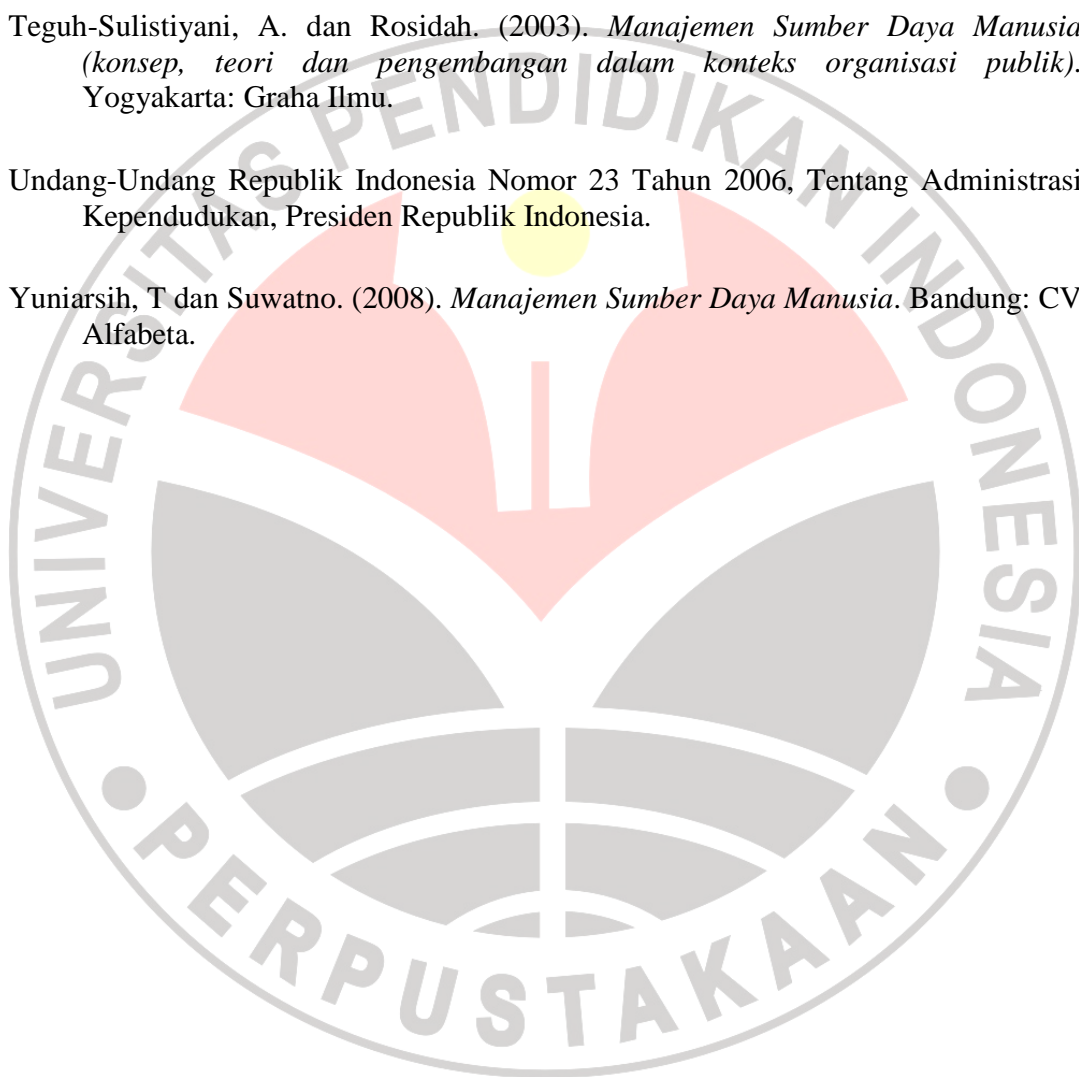 Teguh-Sulistiyani, A. dan Rosidah. (2003). Manajemen Sumber Daya Manusia
(konsep, teori dan pengembangan dalam konteks organisasi publik).
Yogyakarta: Graha Ilmu.
Undang-Undang Republik Indonesia Nomor 23 Tahun 2006, Tentang Administrasi
Kependudukan, Presiden Republik Indonesia.
Yuniarsih, T dan Suwatno. (2008). Manajemen Sumber Daya Manusia. Bandung: CV
Alfabeta.
UNIVERSITAS PENDIDIKAN INDONESIA
PERPUSTAKAAN